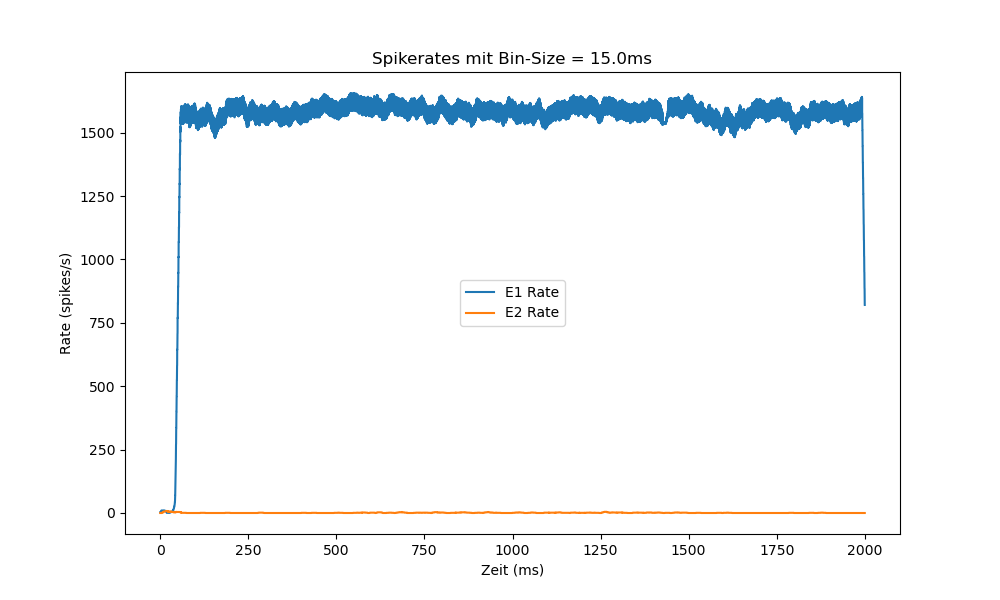 Spikerates mit Bin-Size = 15.0ms
Rate (spikes/s)
1500
1250
1000
750
500
250
0
E1 Rate
E2 Rate
0 250 500 750 1000 1250 1500 1750 2000
Zeit (ms)